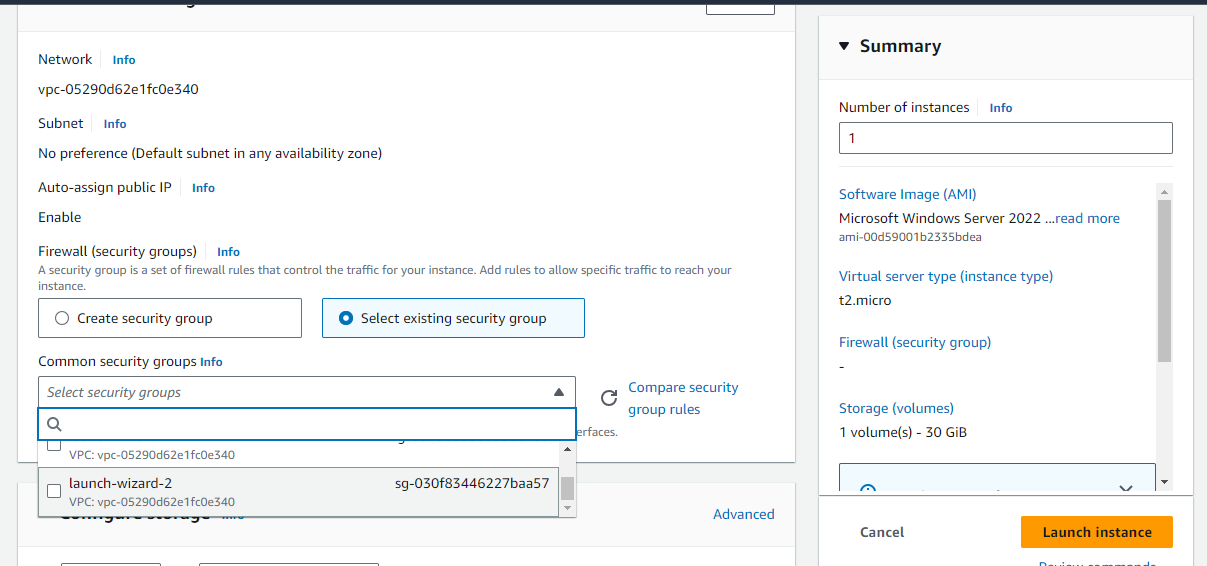 Network Info
vpc-05290d62e1fc0e340
Subnet Info
No preference (Default subnet in any availability zone)
Auto-assign public IP Info
Enable
Firewall (security groups) Info
A security group is a set of firewall rules that control the traffic for your instance. Add rules to allow specific traffic to reach your
instance.
Create security group
Select existing security group
Common security groups Info
Select security groups
Compare security
group rules
erfaces.
VPC: vpc-05290d62e1fc0e340
launch-wizard-2 sg-030f83446227baa57
VPC: vpc-05290d62e1fc0e340
Configure storage Info
Advanced
Summary
Number of instances Info
1
Software Image (AMI)
Microsoft Windows Server 2022 ...read more
ami-00d59001b2335bdea
Virtual server type (instance type)
t2.micro
Firewall (security group)
-
Storage (volumes)
1 volume(s) - 30 GiB
Cancel
Launch instance
Review commands